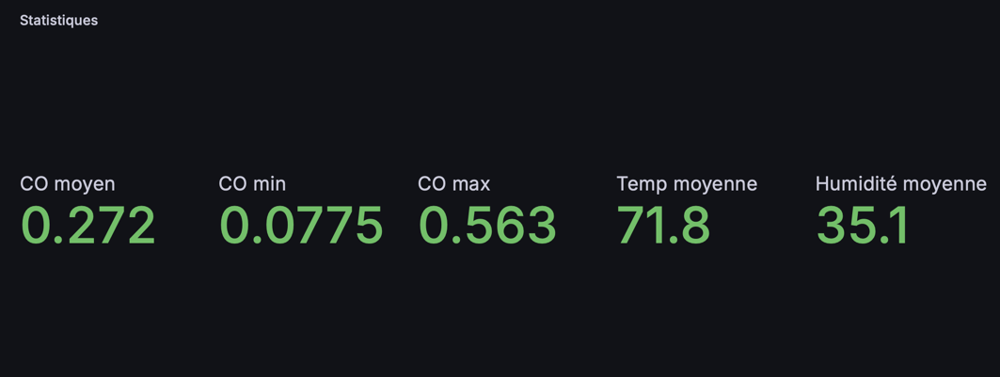 Statistiques
CO moyen
0.272
CO min
0.0775
CO max
0.563
Temp moyenne
71.8
Humidité moyenne
35.1